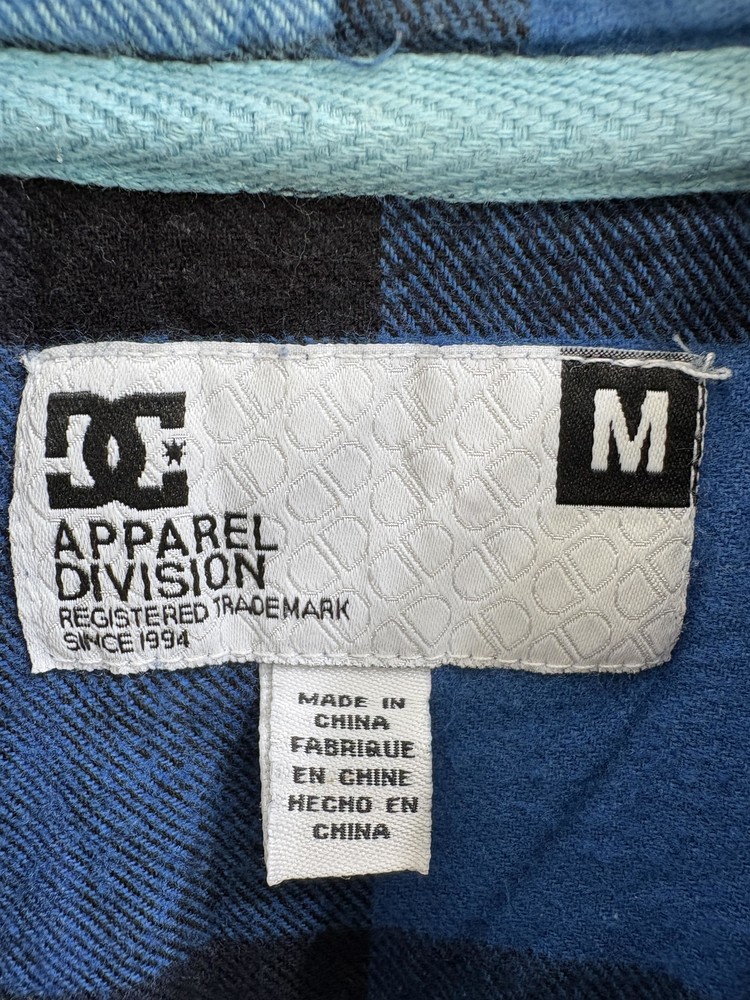 DC
M
APPAREL
DIVISION
REGISTERED TRADEMARK
SINCE 1994
MADE IN
CHINA
FABRIQUE
EN CHINE
HECHO EN
CHINA